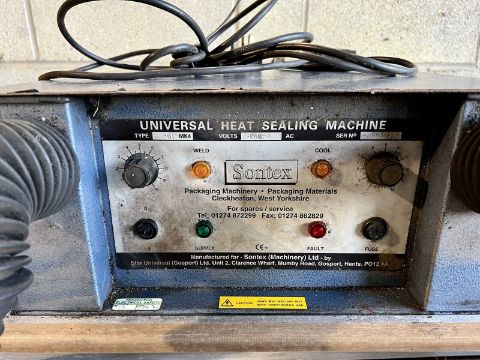 UNIVERSAL HEAT SEALING MACHINE
TYPE MK4 VOLTS AC SER Nº
WELD COOL
Sontex
Packaging Machinery • Packaging Materials
Cleckheaton, West Yorkshire
For spares / service
Tel: 01274 872299 Fax: 01274 862829
SUPPLY CE FAULT FUSE
Manufactured for - Sontex (Machinery) Ltd - by
Star Universal (Gosport) Ltd. Unit 2, Clarence Wharf, Mumby Road, Gosport, Hants. PO12 1A
CAUTION